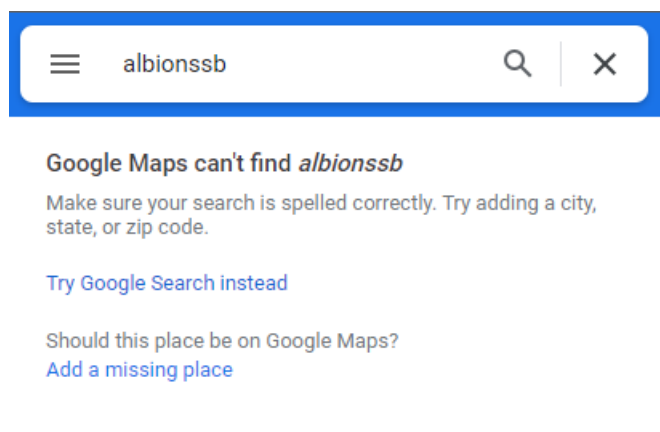 albionssb
Google Maps can't find albionssb
Make sure your search is spelled correctly. Try adding a city,
state, or zip code.
Try Google Search instead
Should this place be on Google Maps?
Add a missing place